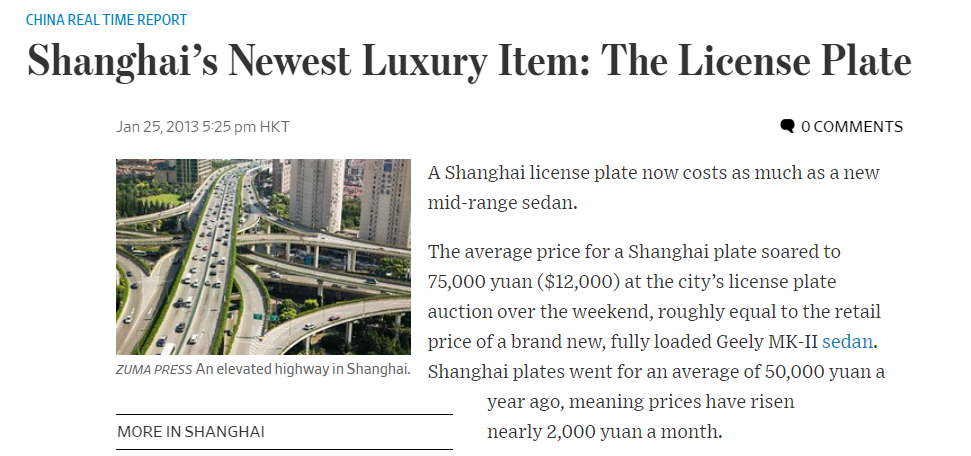 CHINA REAL TIME REPORT
Shanghai’s Newest Luxury Item: The License Plate
Jan 25, 2013 5:25 pm HKT
0 COMMENTS
A Shanghai license plate now costs as much as a new
mid-range sedan.
The average price for a Shanghai plate soared to
75,000 yuan ($12,000) at the city’s license plate
auction over the weekend, roughly equal to the retail
price of a brand new, fully loaded Geely MK-II sedan.
Shanghai plates went for an average of 50,000 yuan a
year ago, meaning prices have risen
nearly 2,000 yuan a month.
ZUMA PRESS An elevated highway in Shanghai.
MORE IN SHANGHAI